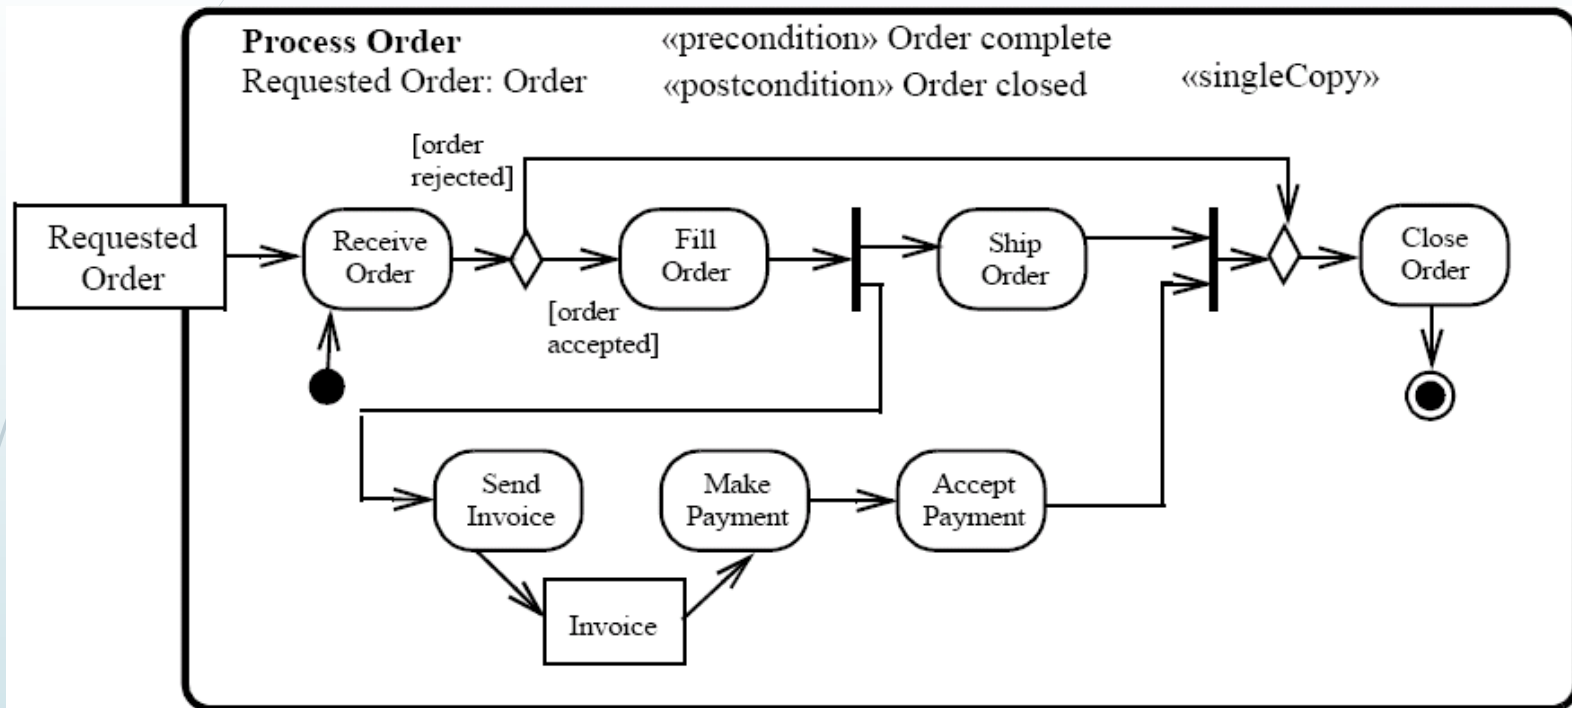 Process Order
«precondition» Order complete
Requested Order: Order
«postcondition» Order closed
«singleCopy»
[order
rejected]
Requested
Order
Receive
Order
Fill
Order
Ship
Order
Close
Order
[order
accepted]
Send
Invoice
Make
Payment
Accept
Payment
Invoice